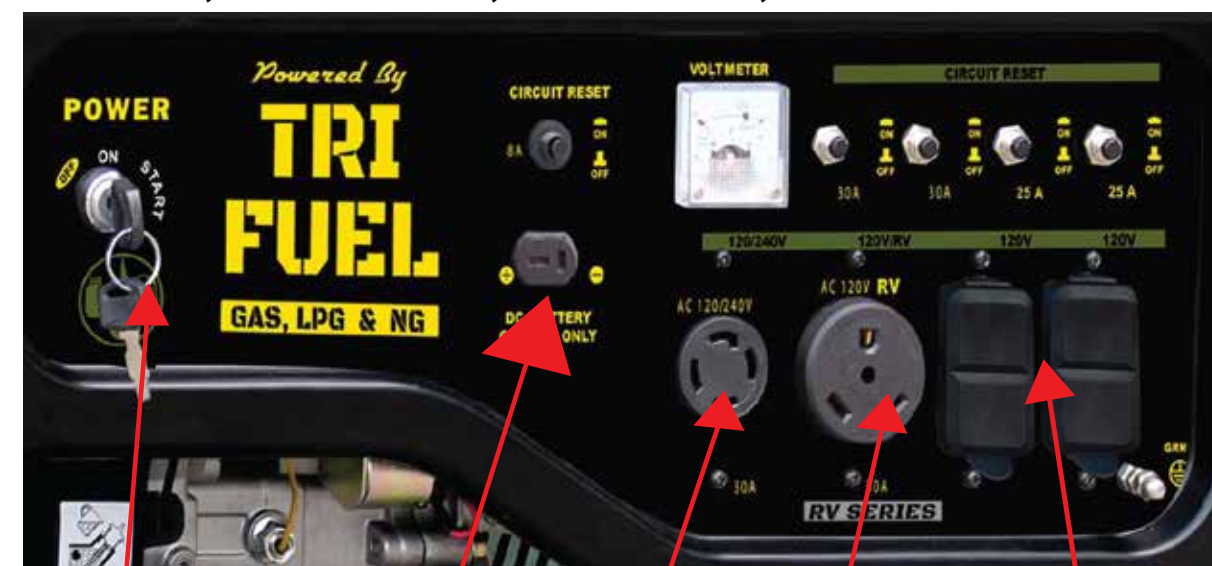 Powered By
TRI
FUEL
GAS, LPG & NG
POWER
OFF
ON
START
CIRCUIT RESET
8A
ON
OFF
+
−
ONLY
VOLTMETER
CIRCUIT RESET
ON
OFF
30A
ON
OFF
30A
ON
OFF
25 A
ON
OFF
25 A
120/240V
120V/RV
120V
120V
AC 120/240V
AC 120V RV
30A
RV SERIES
GRN